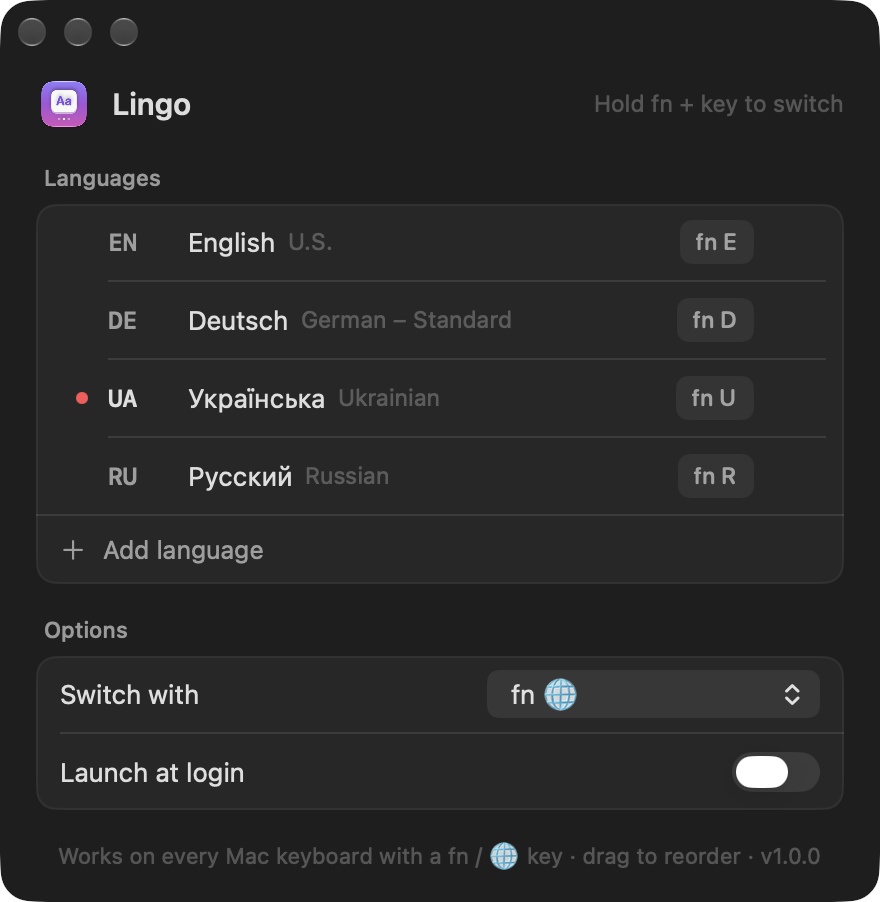 Aa
Lingo
Hold fn + key to switch
Languages
EN English U.S. fn E
DE Deutsch German – Standard fn D
UA Українська Ukrainian fn U
RU Русский Russian fn R
+ Add language
Options
Switch with fn 🌐
Launch at login
Works on every Mac keyboard with a fn / 🌐 key · drag to reorder · v1.0.0